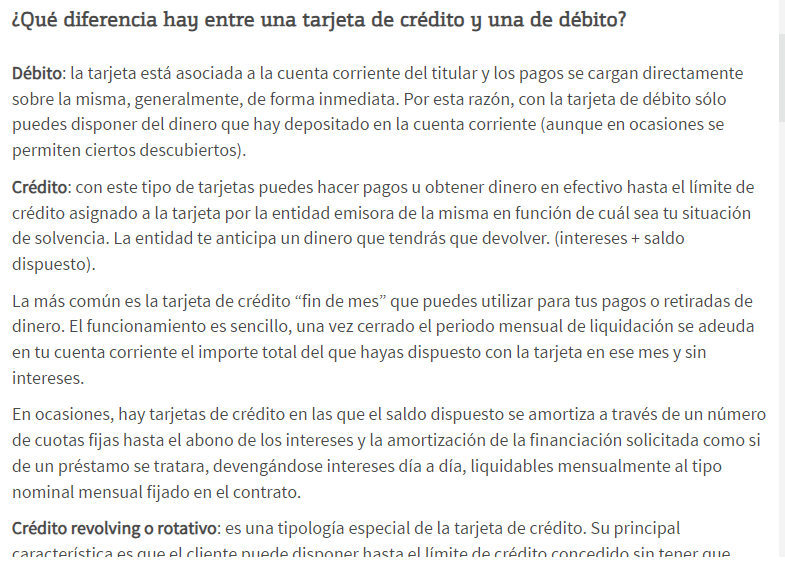 ¿Qué diferencia hay entre una tarjeta de crédito y una de débito?
Débito: la tarjeta está asociada a la cuenta corriente del titular y los pagos se cargan directamente
sobre la misma, generalmente, de forma inmediata. Por esta razón, con la tarjeta de débito sólo
puedes disponer del dinero que hay depositado en la cuenta corriente (aunque en ocasiones se
permiten ciertos descubiertos).
Crédito: con este tipo de tarjetas puedes hacer pagos u obtener dinero en efectivo hasta el límite de
crédito asignado a la tarjeta por la entidad emisora de la misma en función de cuál sea tu situación
de solvencia. La entidad te anticipa un dinero que tendrás que devolver. (intereses + saldo
dispuesto).
La más común es la tarjeta de crédito “fin de mes” que puedes utilizar para tus pagos o retiradas de
dinero. El funcionamiento es sencillo, una vez cerrado el periodo mensual de liquidación se adeuda
en tu cuenta corriente el importe total del que hayas dispuesto con la tarjeta en ese mes y sin
intereses.
En ocasiones, hay tarjetas de crédito en las que el saldo dispuesto se amortiza a través de un número
de cuotas fijas hasta el abono de los intereses y la amortización de la financiación solicitada como si
de un préstamo se tratara, devengándose intereses día a día, liquidables mensualmente al tipo
nominal mensual fijado en el contrato.
Crédito revolving o rotativo: es una tipología especial de la tarjeta de crédito. Su principal
característica es que el cliente puede disponer hasta el límite de crédito concedido sin tener que